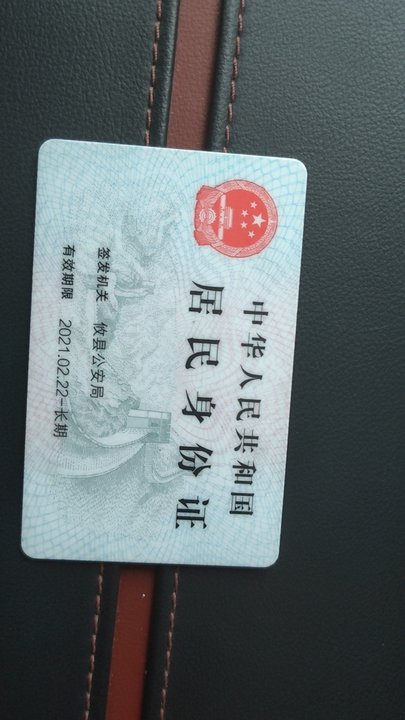 中华人民共和国
居民身份证
签发机关 攸县公安局
有效期限 2021.02.22-长期